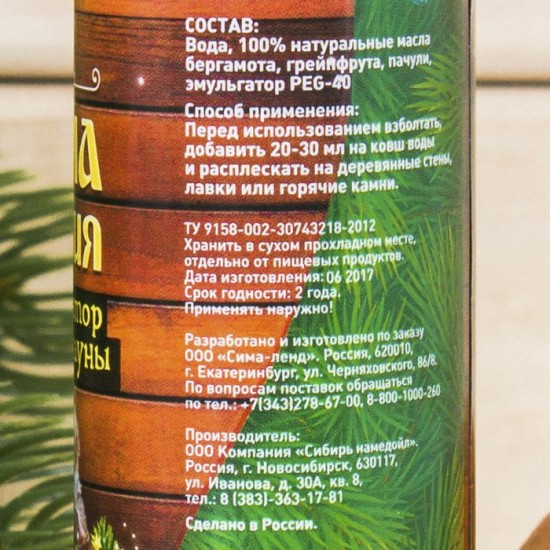 СОСТАВ:
Вода, 100% натуральные масла
бергамота, грейпфрута, пачули,
эмульгатор PEG-40
Способ применения:
Перед использованием взболтать,
добавить 20-30 мл на ковш воды
и расплескать на деревянные стены,
лавки или горячие камни.
ТУ 9158-002-30743218-2012
Хранить в сухом прохладном месте,
отдельно от пищевых продуктов.
Дата изготовления: 06 2017
Срок годности: 2 года.
Применять наружно!
Разработано и изготовлено по заказу
ООО «Сима-ленд». Россия, 620010,
г. Екатеринбург, ул. Черняховского, 86/8.
По вопросам поставок обращаться
по тел.: +7(343)278-67-00, 8-800-1000-260
Производитель:
ООО Компания «Сибирь намедойл».
Россия, г. Новосибирск, 630117,
ул. Иванова, д. 30А, кв. 8,
тел.: 8 (383)-363-17-81
Сделано в России.